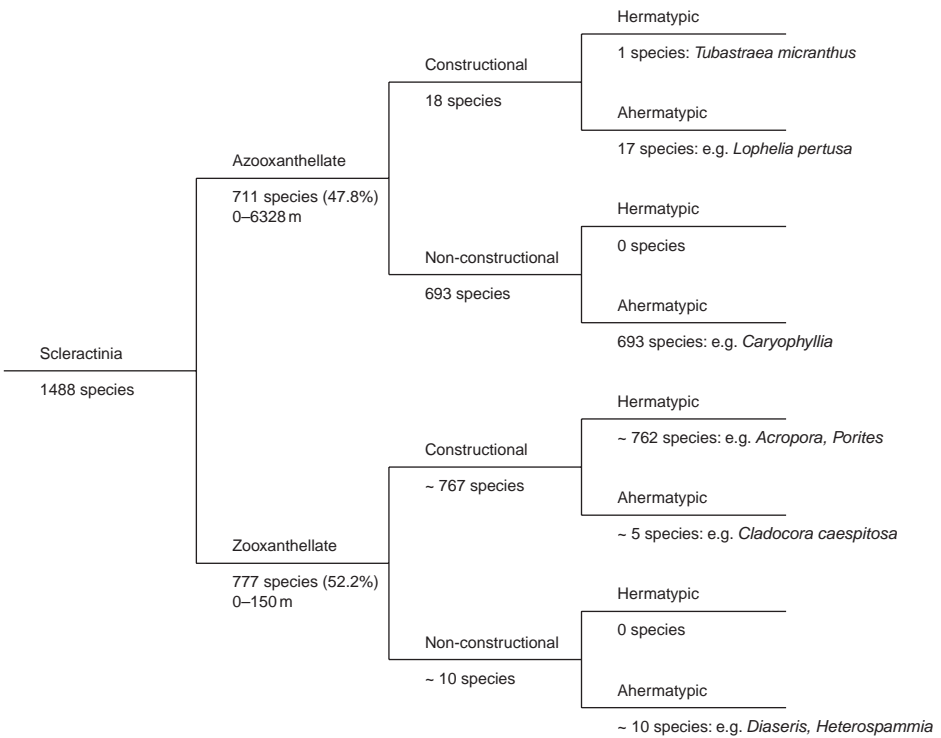 Hermatypic
1 species: Tubastraea micranthus
Constructional
18 species
Ahermatypic
17 species: e.g. Lophelia pertusa
Azooxanthellate
711 species (47.8%)
0–6328 m
Hermatypic
0 species
Non-constructional
693 species
Ahermatypic
693 species: e.g. Caryophyllia
Scleractinia
1488 species
Hermatypic
~ 762 species: e.g. Acropora, Porites
Constructional
~ 767 species
Ahermatypic
~ 5 species: e.g. Cladocora caespitosa
Zooxanthellate
777 species (52.2%)
0–150 m
Hermatypic
0 species
Non-constructional
~ 10 species
Ahermatypic
~ 10 species: e.g. Diaseris, Heterospammia